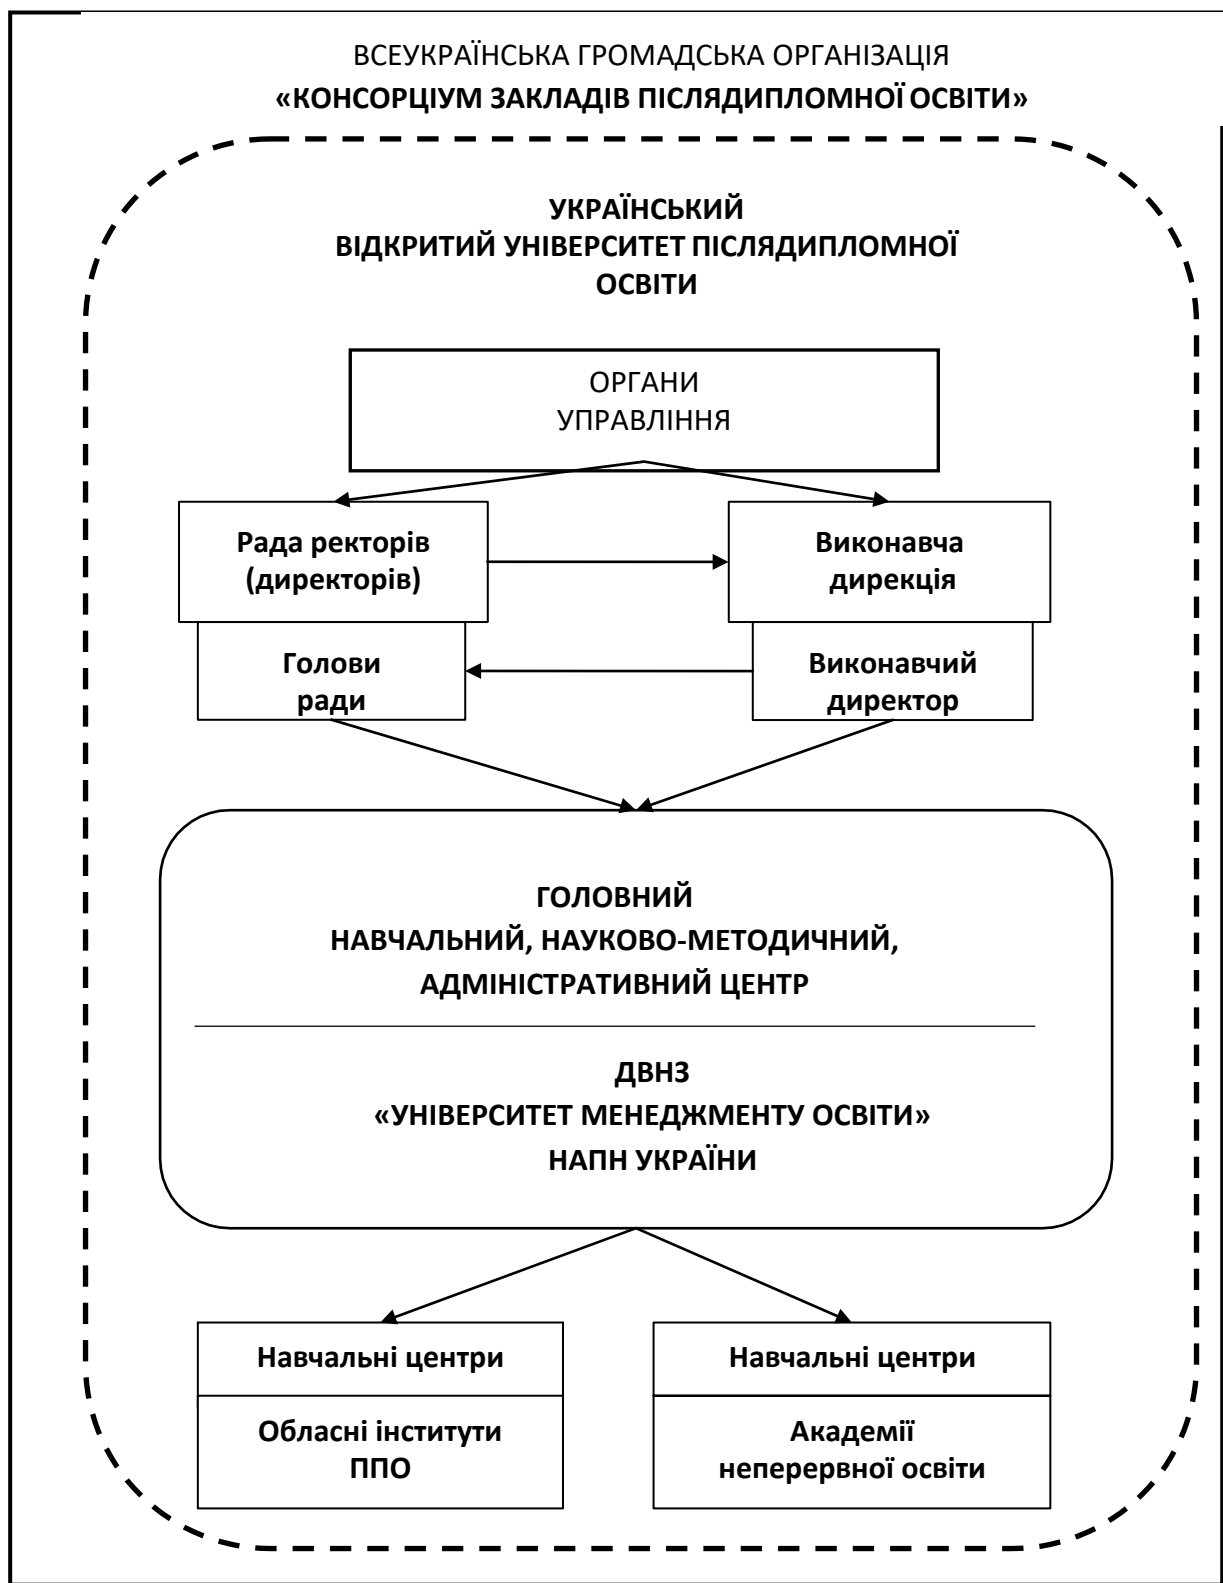 ВСЕУКРАЇНСЬКА ГРОМАДСЬКА ОРГАНІЗАЦІЯ
«КОНСОРЦІУМ ЗАКЛАДІВ ПІСЛЯДИПЛОМНОЇ ОСВІТИ»
УКРАЇНСЬКИЙ
ВІДКРИТИЙ УНІВЕРСИТЕТ ПІСЛЯДИПЛОМНОЇ
ОСВІТИ
ОРГАНИ
УПРАВЛІННЯ
Рада ректорів
(директорів)
Виконавча
дирекція
Голови
ради
Виконавчий
директор
ГОЛОВНИЙ
НАВЧАЛЬНИЙ, НАУКОВО-МЕТОДИЧНИЙ,
АДМІНІСТРАТИВНИЙ ЦЕНТР
ДВНЗ
«УНІВЕРСИТЕТ МЕНЕДЖМЕНТУ ОСВІТИ»
НАПН УКРАЇНИ
Навчальні центри
Обласні інститути
ППО
Навчальні центри
Академії
неперервної освіти